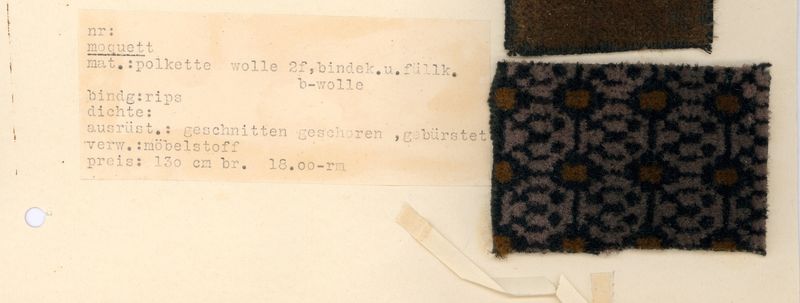 nr:
moquett
mat.:polkette wolle 2f,bindek.u.füllk.
b-wolle
bindg:rips
dichte:
ausrüst.: geschnitten geschoren ,gebürstet
verw.:möbelstoff
preis: 130 cm br. 18.00-rm